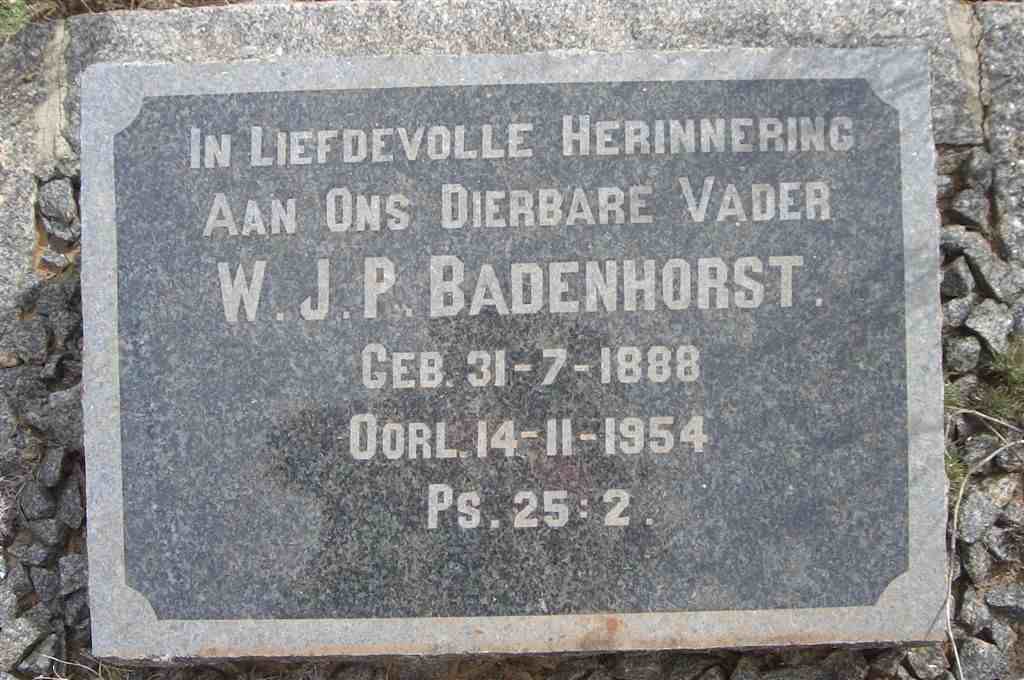 In Liefdevolle Herinnering
Aan Ons Dierbare Vader
W. J. P. Badenhorst.
Geb. 31-7-1888
Oorl. 14-11-1954
Ps. 25:2.